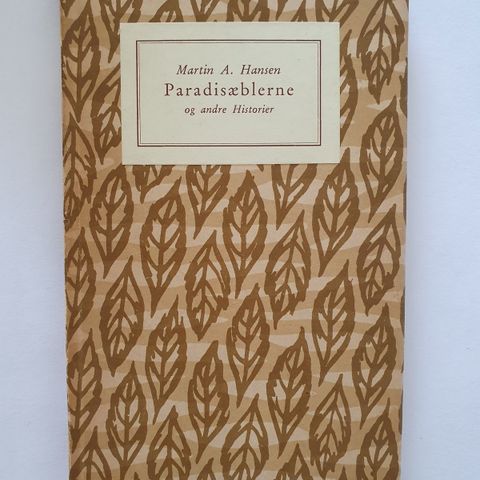 Martin A. Hansen
Paradisæblerne
og andre Historier